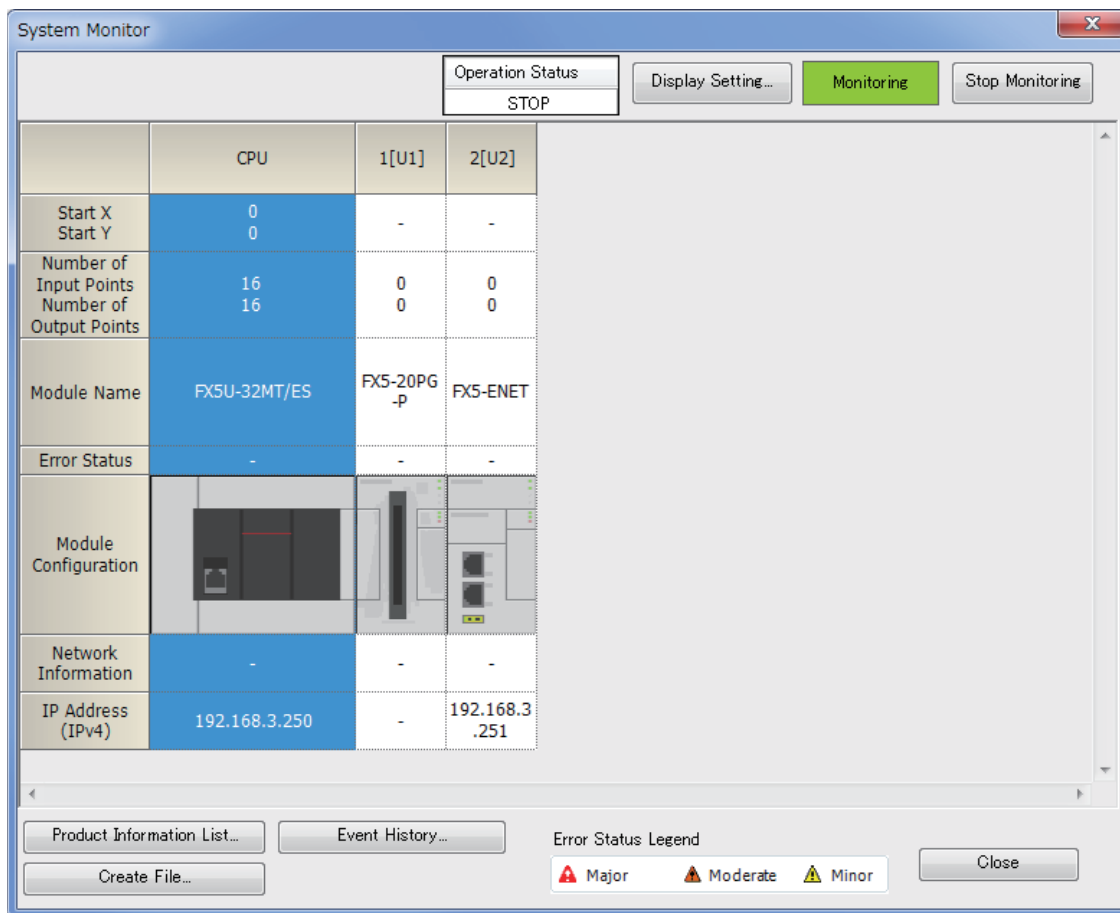 System Monitor
Operation Status
STOP
Display Setting...
Monitoring
Stop Monitoring
CPU
1[U1]
2[U2]
Start X
Start Y
0
0
-
-
Number of
Input Points
Number of
Output Points
16
16
0
0
0
0
Module Name
FX5U-32MT/ES
FX5-20PG
-P
FX5-ENET
Error Status
-
-
-
Module
Configuration
Network
Information
-
-
-
IP Address
(IPv4)
192.168.3.250
-
192.168.3
.251
Product Information List...
Event History...
Create File...
Error Status Legend
Major
Moderate
Minor
Close